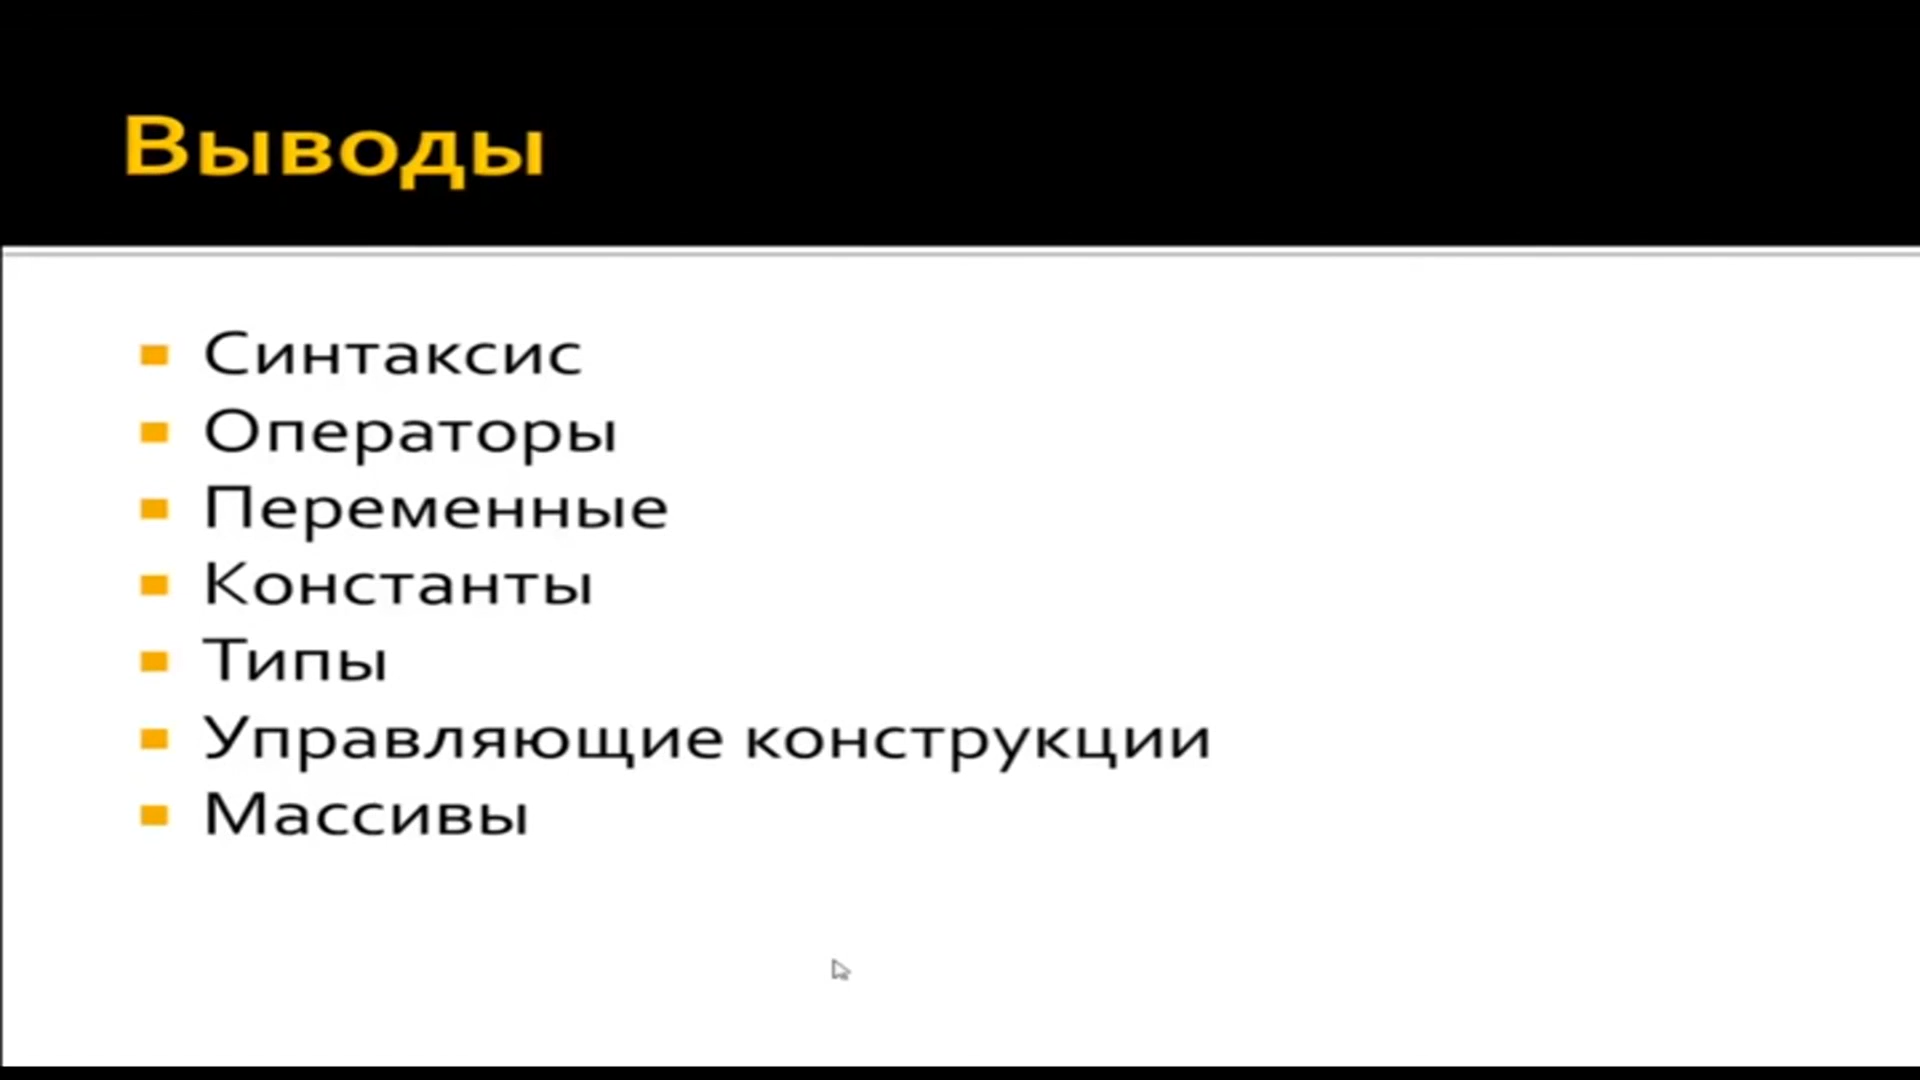 Выводы
Синтаксис
Операторы
Переменные
Константы
Типы
Управляющие конструкции
Массивы